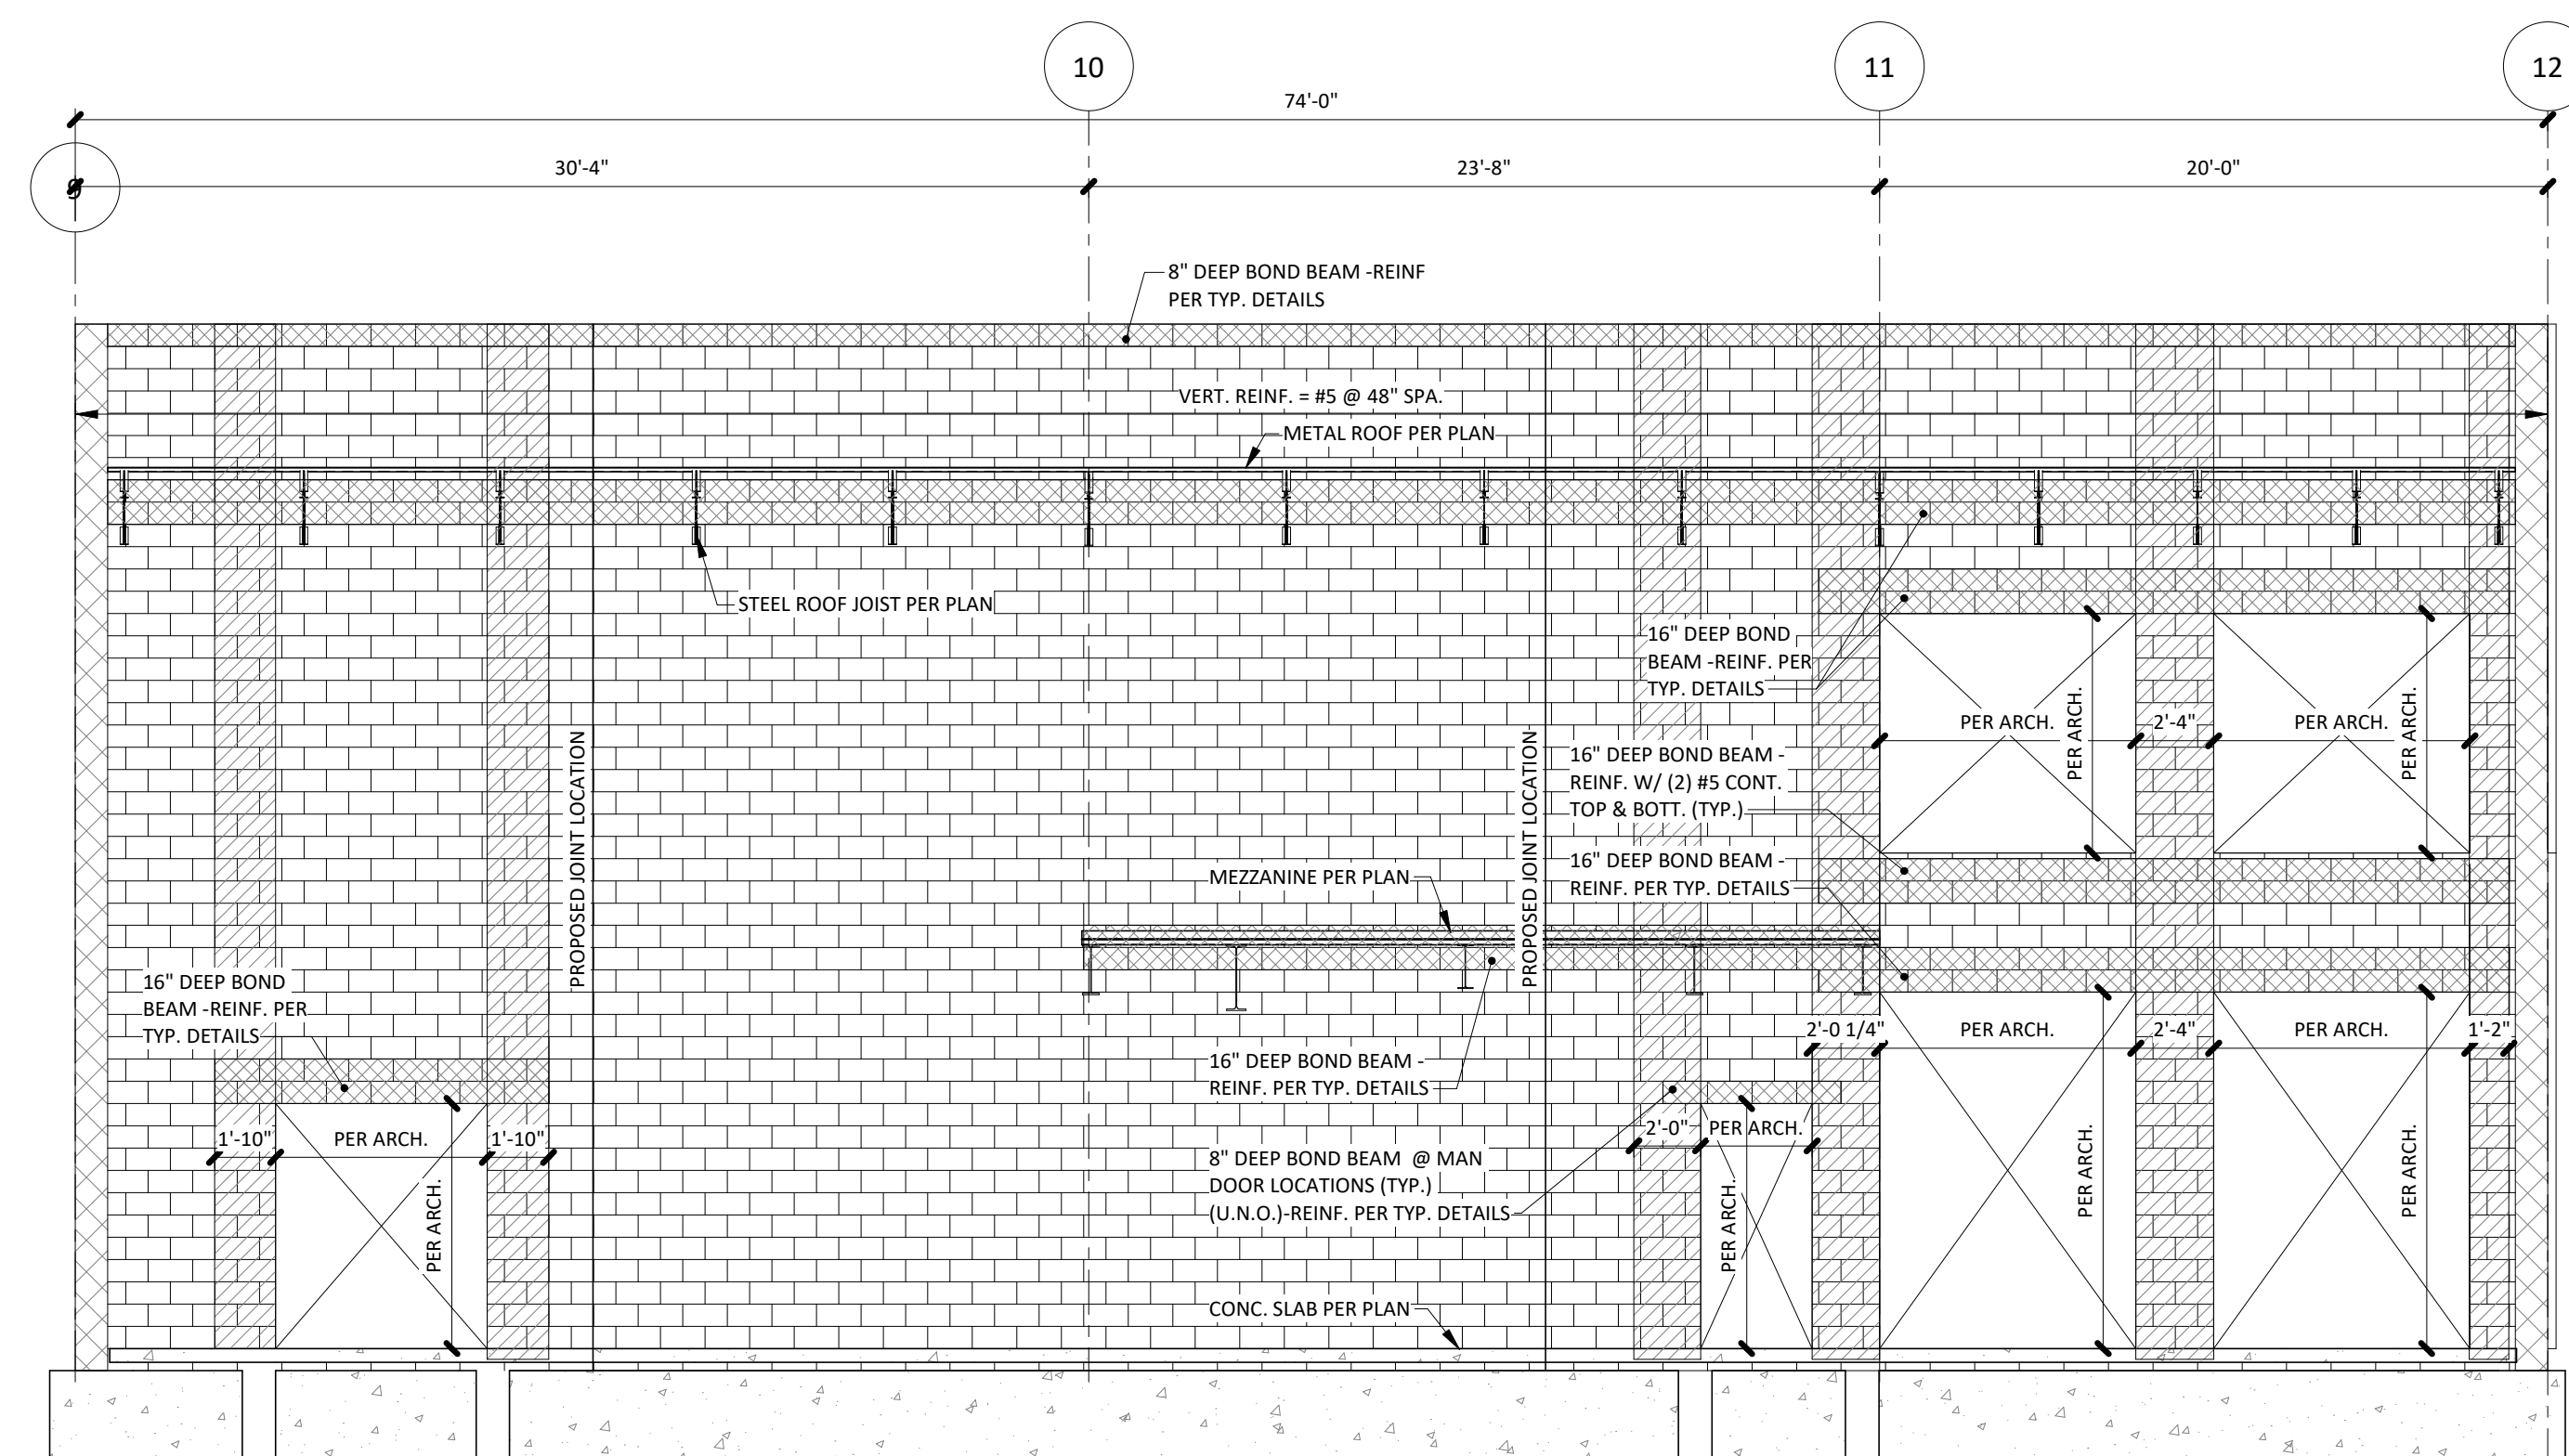 10
11
12
74'-0"
9
30'-4"
23'-8"
20'-0"
8" DEEP BOND BEAM -REINF
PER TYP. DETAILS
VERT. REINF. = #5 @ 48" SPA.
METAL ROOF PER PLAN
STEEL ROOF JOIST PER PLAN
16" DEEP BOND
BEAM -REINF. PER
TYP. DETAILS
PER ARCH.
PER ARCH.
2'-4"
PER ARCH.
PER ARCH.
PROPOSED JOINT LOCATION
PROPOSED JOINT LOCATION
16" DEEP BOND BEAM -
REINF. W/ (2) #5 CONT.
TOP & BOTT. (TYP.)
16" DEEP BOND BEAM -
REINF. PER TYP. DETAILS
MEZZANINE PER PLAN
16" DEEP BOND
BEAM -REINF. PER
TYP. DETAILS
2'-0 1/4"
PER ARCH.
2'-4"
PER ARCH.
1'-2"
16" DEEP BOND BEAM -
REINF. PER TYP. DETAILS
1'-10"
PER ARCH.
1'-10"
2'-0"
PER ARCH.
8" DEEP BOND BEAM @ MAN
DOOR LOCATIONS (TYP.)
(U.N.O.)-REINF. PER TYP. DETAILS
PER ARCH.
PER ARCH.
PER ARCH.
PER ARCH.
CONC. SLAB PER PLAN